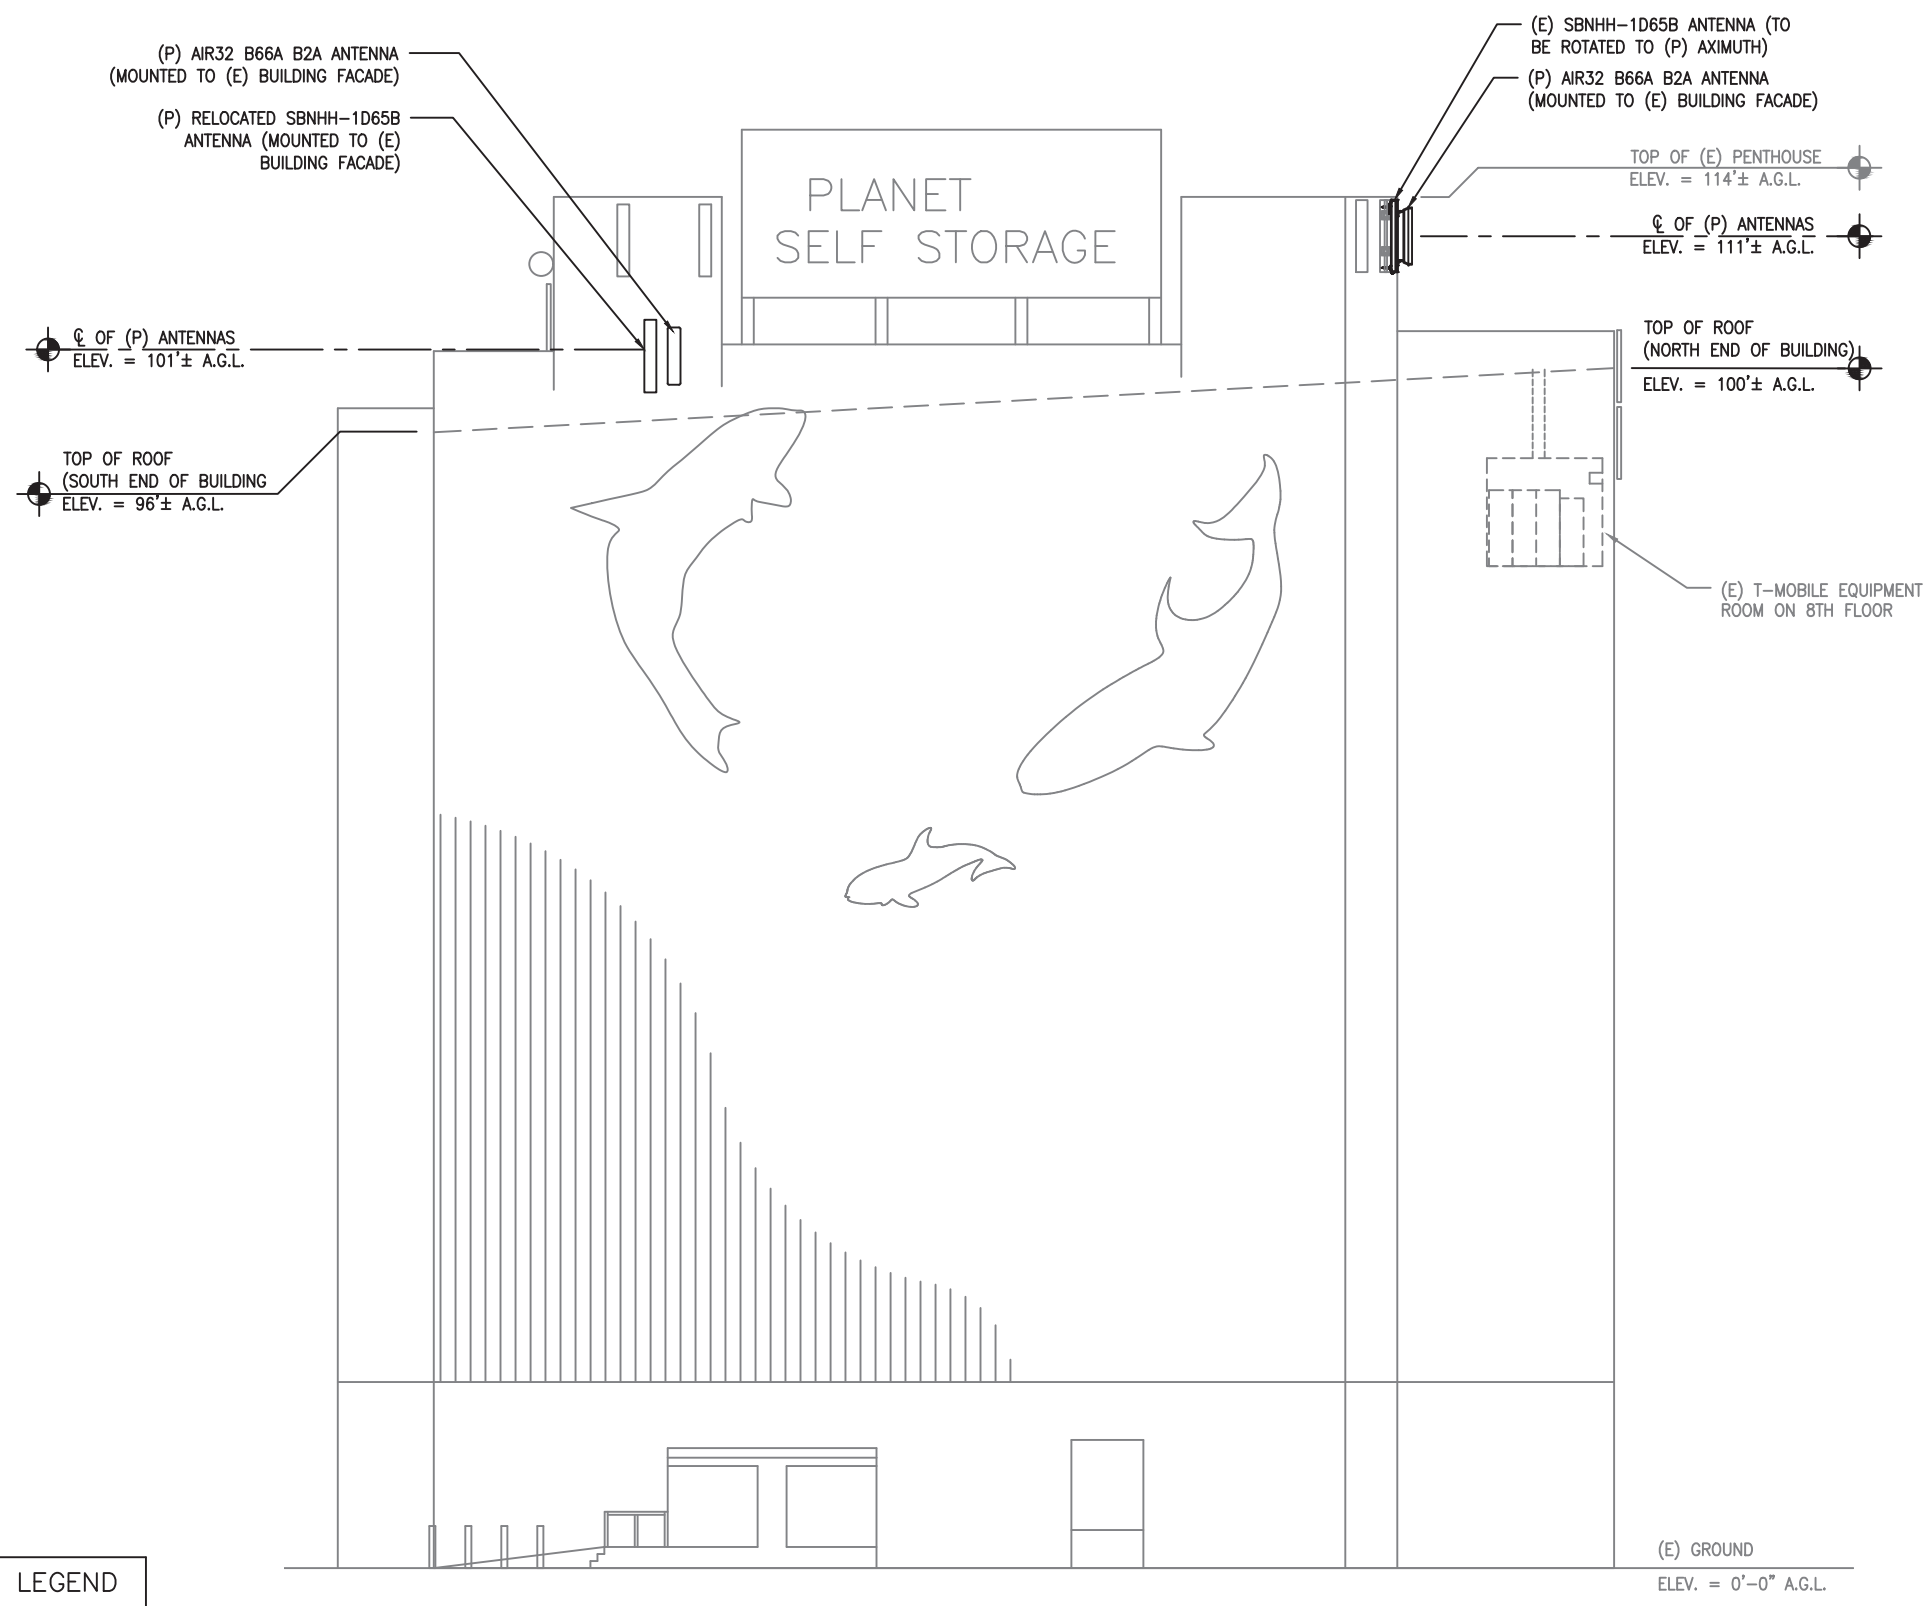 (P) AIR32 B66A B2A ANTENNA
(MOUNTED TO (E) BUILDING FACADE)
(P) RELOCATED SBNHH-1D65B
ANTENNA (MOUNTED TO (E)
BUILDING FACADE)
(E) SBNHH-1D65B ANTENNA (TO
BE ROTATED TO (P) AXIMUTH)
(P) AIR32 B66A B2A ANTENNA
(MOUNTED TO (E) BUILDING FACADE)
TOP OF (E) PENTHOUSE
ELEV. = 114'± A.G.L.
PLANET
SELF STORAGE
℄ OF (P) ANTENNAS
ELEV. = 111'± A.G.L.
℄ OF (P) ANTENNAS
ELEV. = 101'± A.G.L.
TOP OF ROOF
(NORTH END OF BUILDING)
ELEV. = 100'± A.G.L.
TOP OF ROOF
(SOUTH END OF BUILDING
ELEV. = 96'± A.G.L.
(E) T-MOBILE EQUIPMENT
ROOM ON 8TH FLOOR
(E) GROUND
ELEV. = 0'-0" A.G.L.
LEGEND